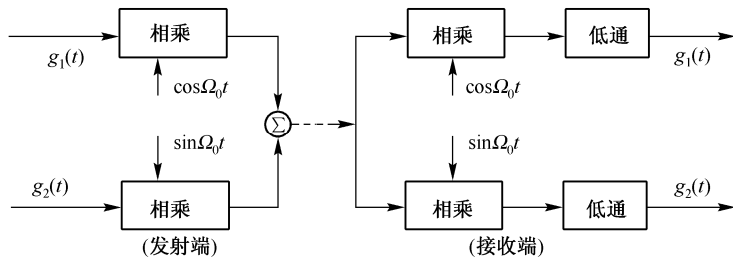 相乘
相乘
低通
g₁(t)
g₁(t)
cosΩ₀t
cosΩ₀t
Σ
sinΩ₀t
sinΩ₀t
g₂(t)
g₂(t)
相乘
相乘
低通
(发射端)
(接收端)